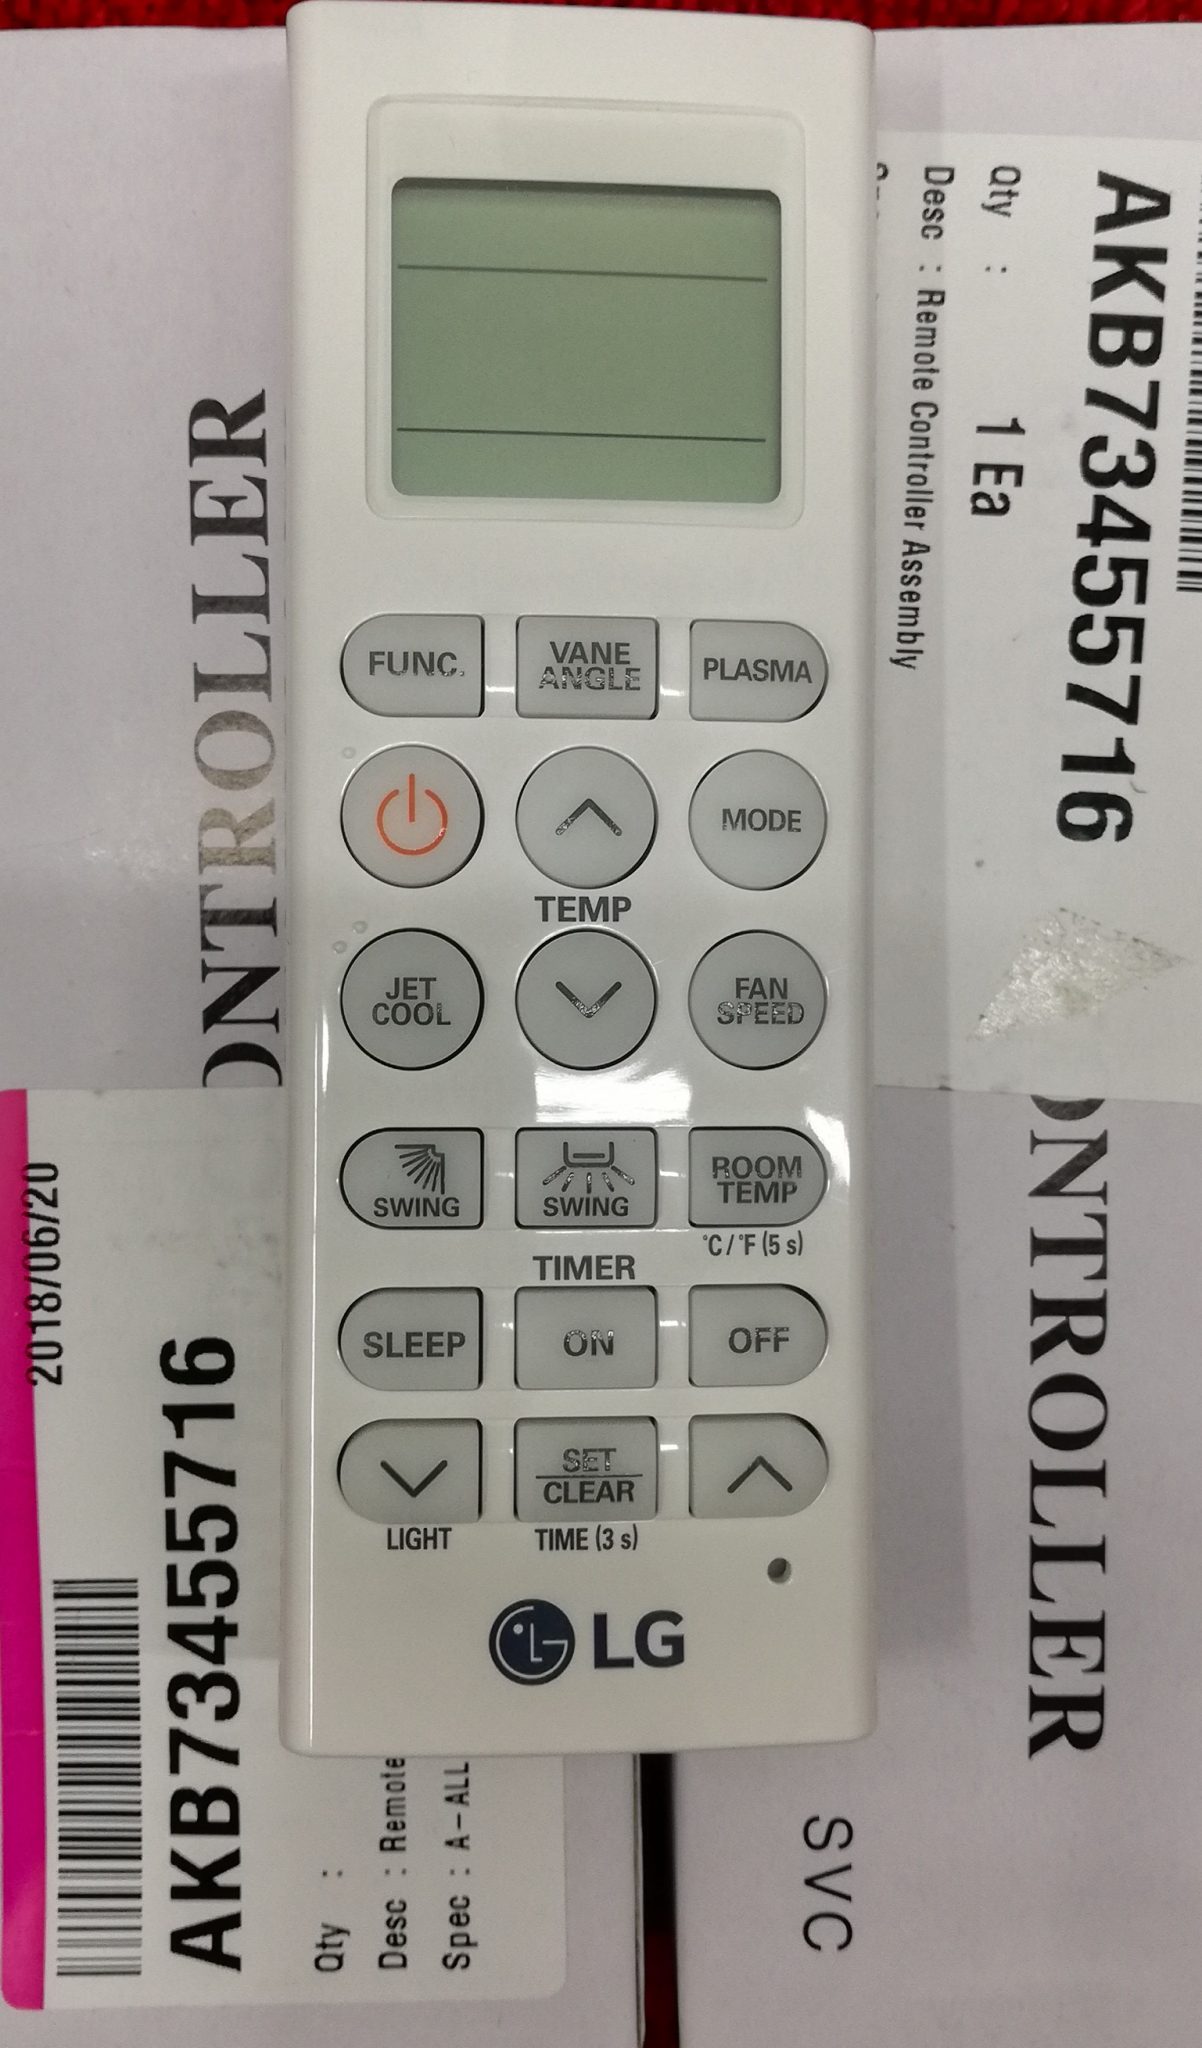 FUNC.
VANE
ANGLE
PLASMA
MODE
TEMP
JET
COOL
FAN
SPEED
SWING
SWING
ROOM
TEMP
°C/°F (5 s)
TIMER
SLEEP
ON
OFF
SET
CLEAR
LIGHT
TIME (3 s)
LG
AKB73455716
Qty : 1 Ea
Desc : Remote Controller Assembly
ONTROLLER
ONTROLLER
SVC
2018/06/20
AKB73455716
Qty :
Desc : Remote
Spec : A-ALL